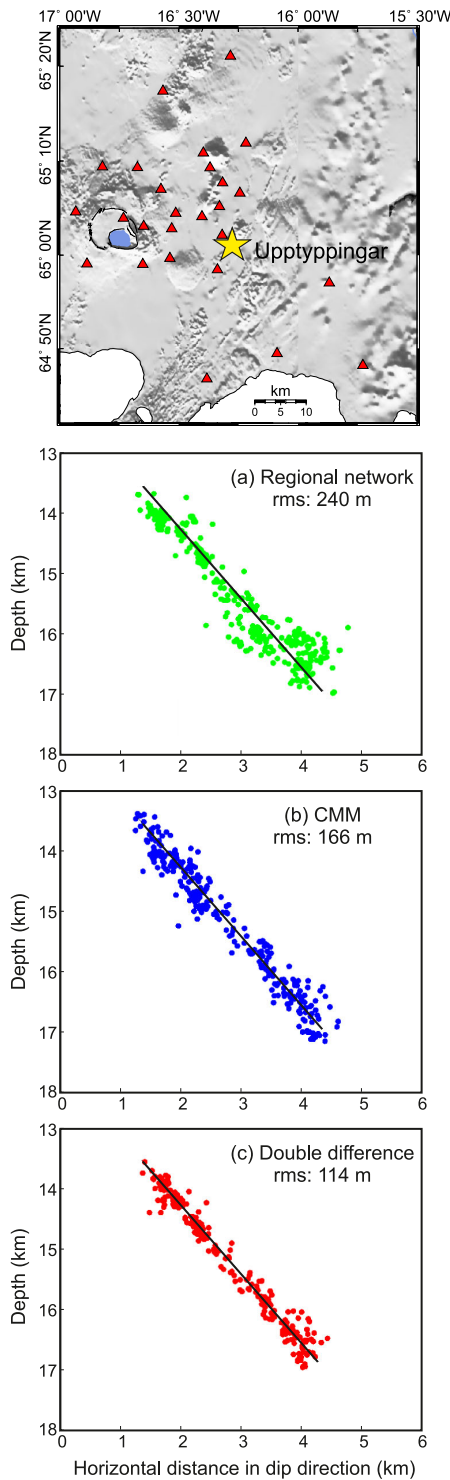 17° 00'W 16° 30'W 16° 00'W 15° 30'W
65° 20'N
65° 10'N
65° 00'N
64° 50'N
Upptyppingar
km
0 5 10
(a) Regional network
rms: 240 m
13
14
15
16
17
18
Depth (km)
0 1 2 3 4 5 6
(b) CMM
rms: 166 m
13
14
15
16
17
18
Depth (km)
0 1 2 3 4 5 6
(c) Double difference
rms: 114 m
13
14
15
16
17
18
Depth (km)
0 1 2 3 4 5 6
Horizontal distance in dip direction (km)